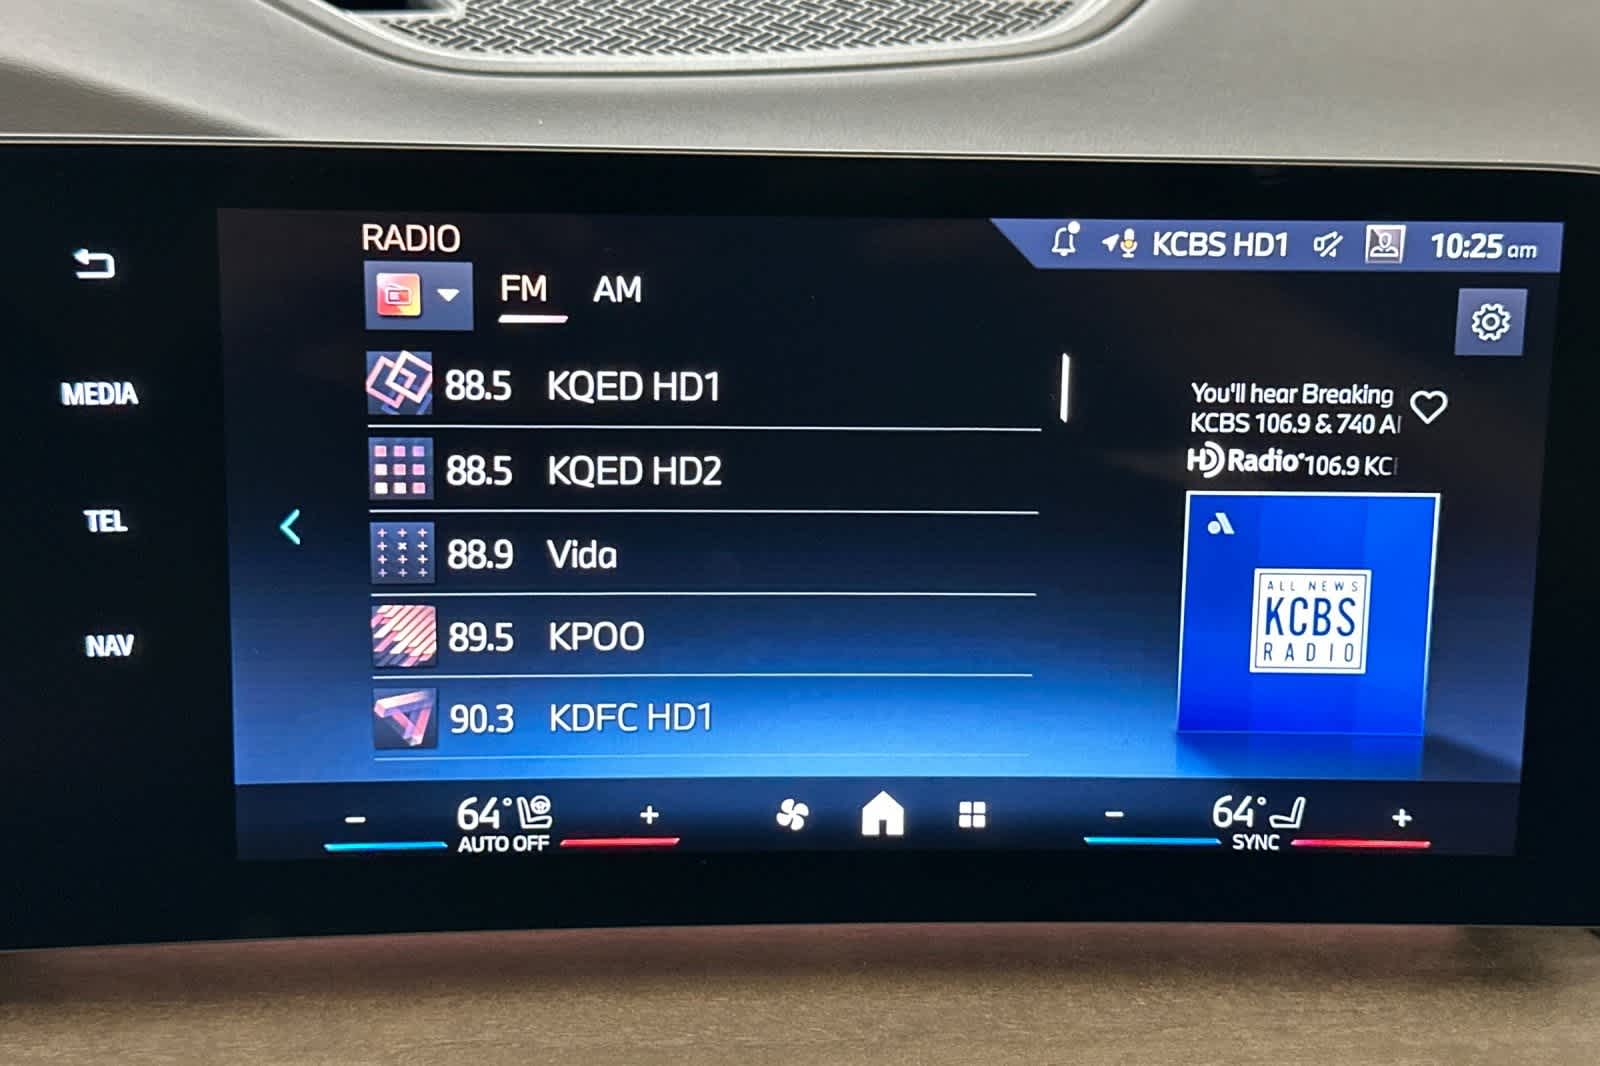 RADIO
KCBS HD1
10:25 am
FM AM
MEDIA
TEL
NAV
88.5 KQED HD1
88.5 KQED HD2
88.9 Vida
89.5 KPOO
90.3 KDFC HD1
You'll hear Breaking
KCBS 106.9 & 740 A
HD Radio 106.9 KC
ALL NEWS
KCBS
RADIO
− 64° +
AUTO OFF
− 64° +
SYNC